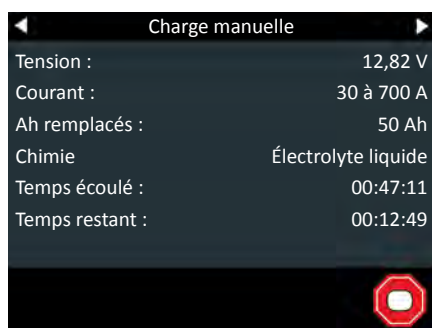 Charge manuelle
Tension : 12,82 V
Courant : 30 à 700 A
Ah remplacés : 50 Ah
Chimie Électrolyte liquide
Temps écoulé : 00:47:11
Temps restant : 00:12:49